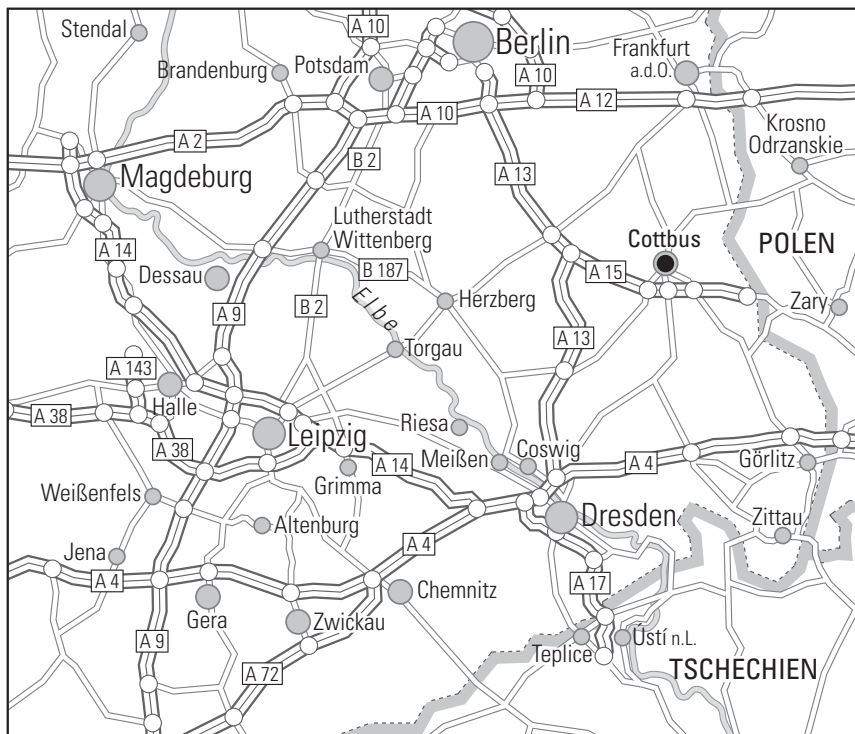 Stendal
A 10
Berlin
Brandenburg
Potsdam
A 10
Frankfurt
a.d.O.
A 12
A 10
A 2
Krosno
Odrzanskie
B 2
A 13
Magdeburg
Lutherstadt
Wittenberg
Cottbus
POLEN
A 14
Dessau
B 187
A 15
B 2
Elbe
Herzberg
Zary
A 9
A 13
Torgau
A 143
Halle
A 38
Leipzig
Riesa
A 38
Meißen
Coswig
A 14
A 4
Görlitz
Grimma
Weißenfels
Altenburg
Dresden
Zittau
Jena
A 4
A 4
A 17
Chemnitz
Gera
Zwickau
A 9
Ústí n.L.
Teplice
A 72
TSCHECHIEN